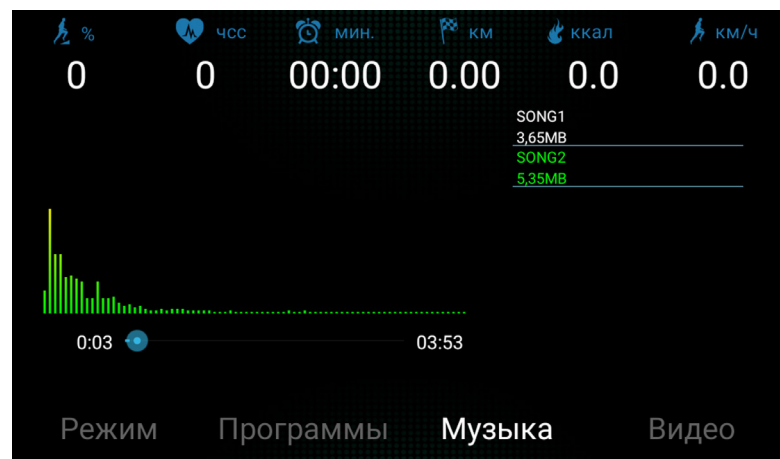 % ЧСС МИН. КМ ККАЛ КМ/Ч
0 0 00:00 0.00 0.0 0.0
SONG1
3,65MB
SONG2
5,35MB
0:03 03:53
Режим Программы Музыка Видео